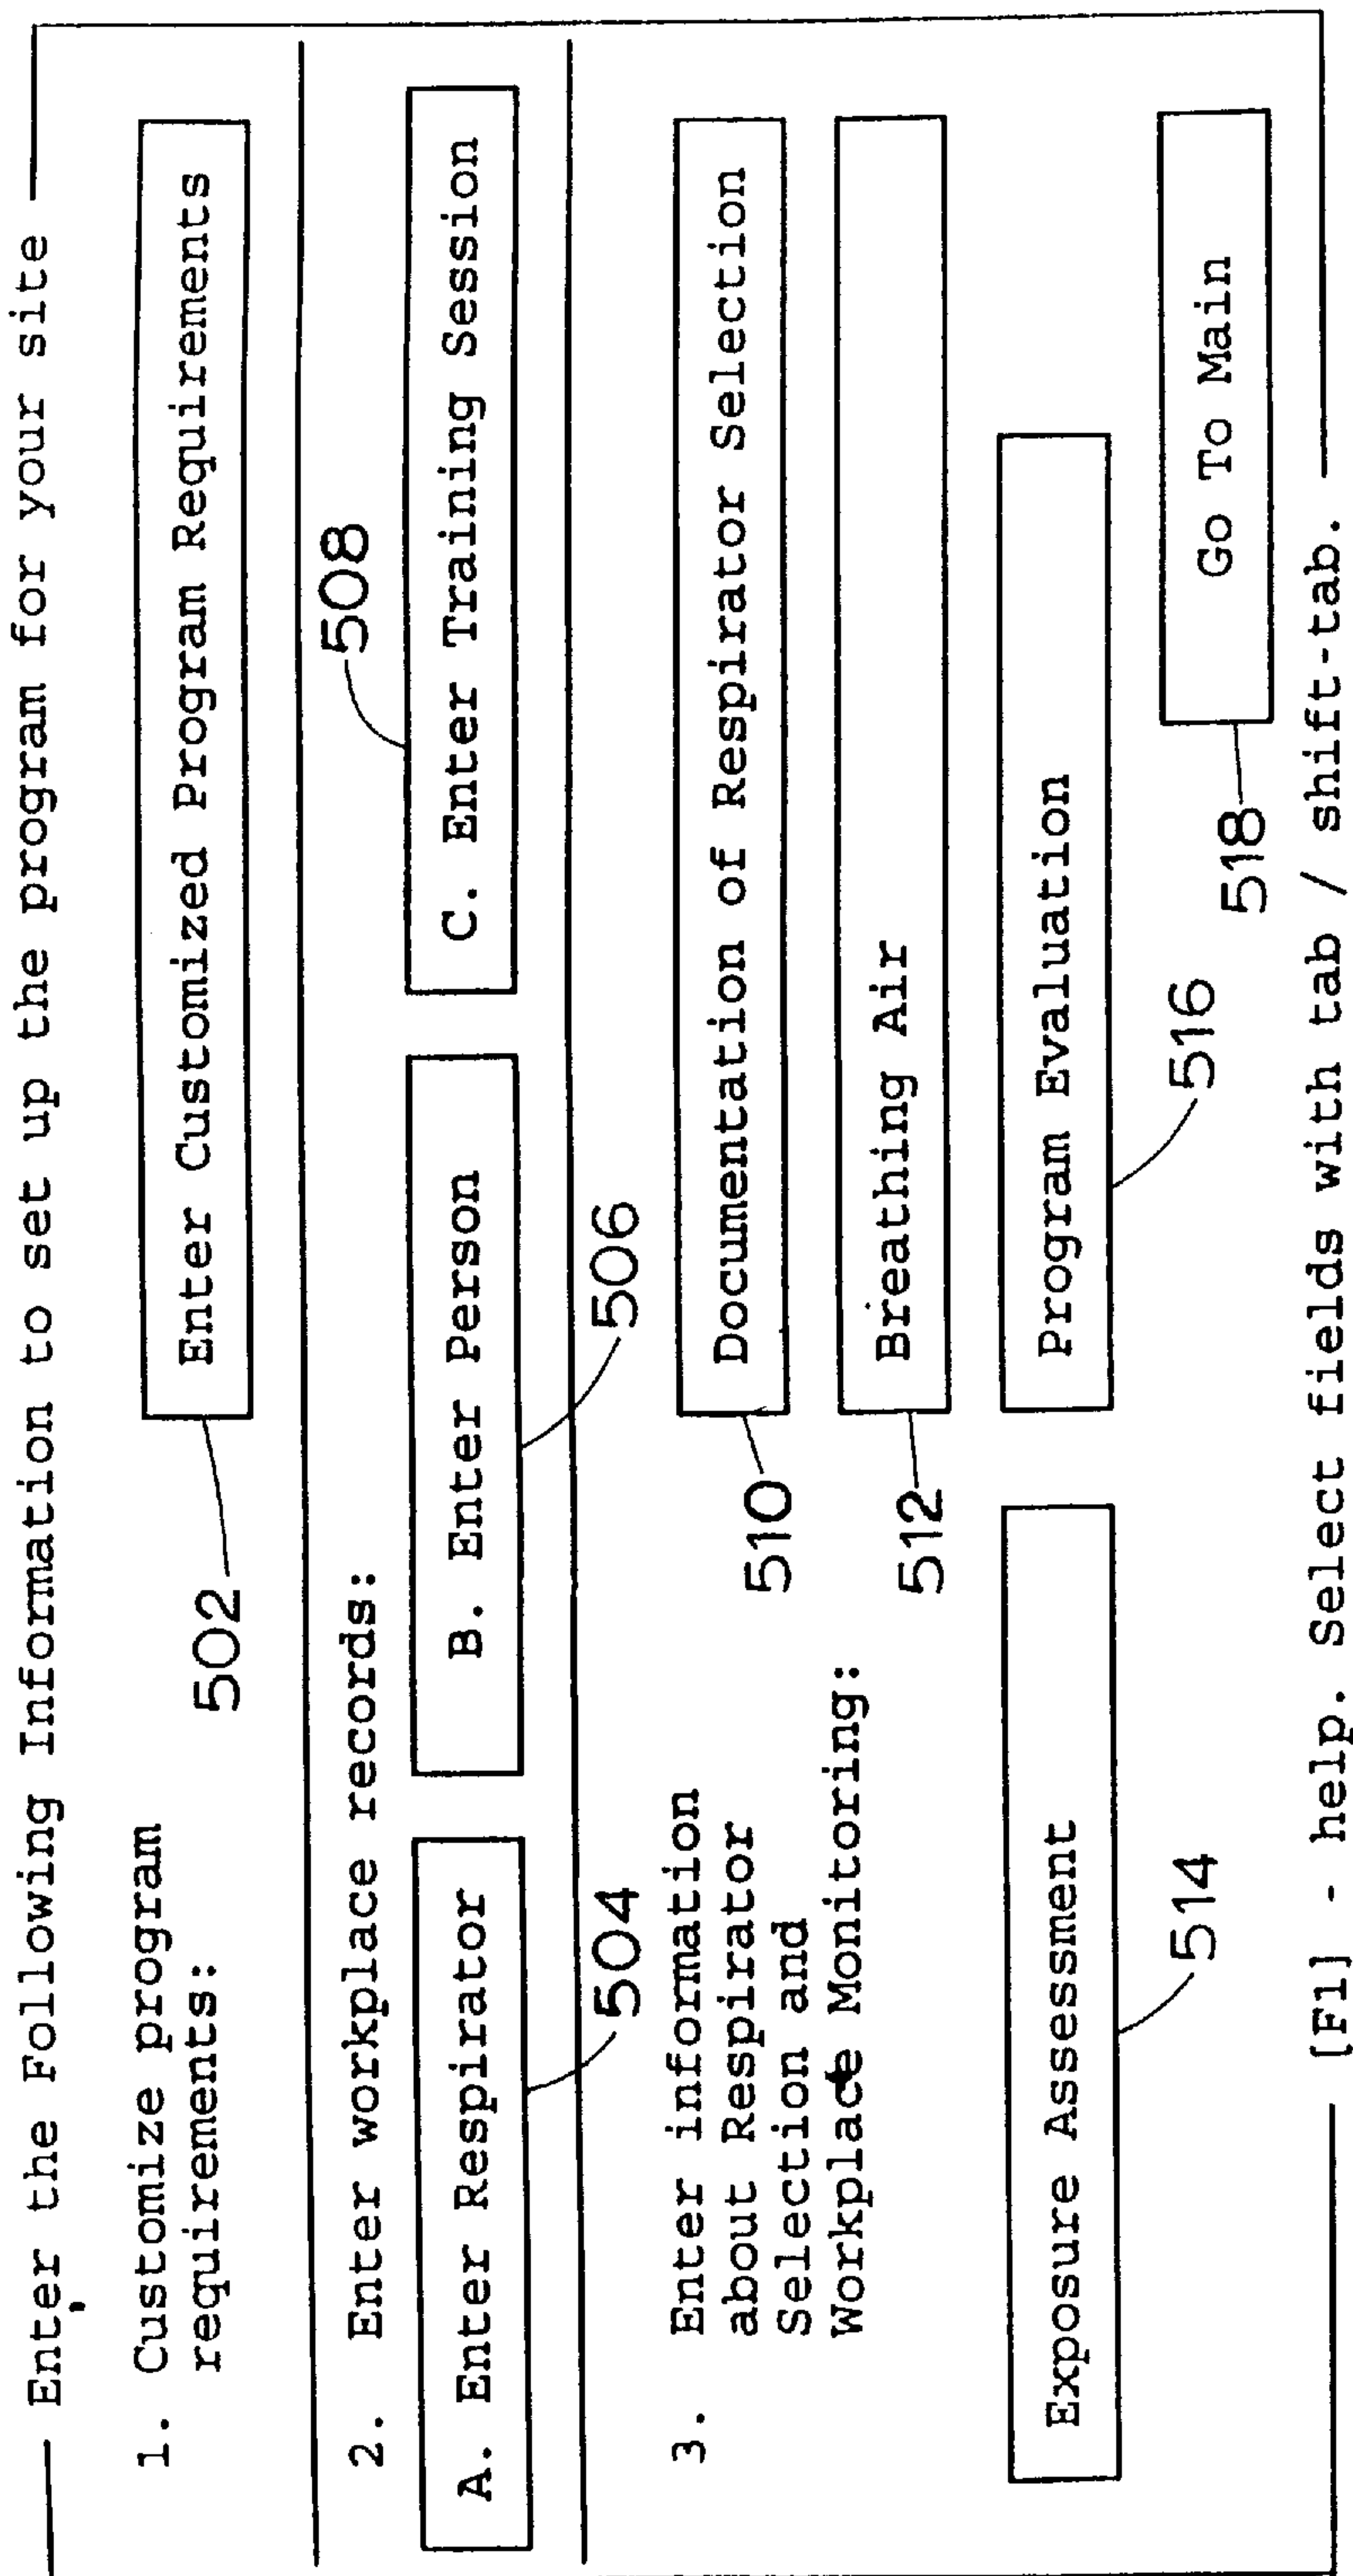 Enter the Following Information to set up the program for your site
1. Customize program
requirements:
Enter Customized Program Requirements
502
2. Enter workplace records:
508
A. Enter Respirator
B. Enter Person
C. Enter Training Session
504
506
3. Enter information
about Respirator
Selection and
Workplace Monitoring:
Documentation of Respirator Selection
510
Breathing Air
512
Exposure Assessment
Program Evaluation
514
516
Go To Main
518
[F1] - help. Select fields with tab / shift-tab.